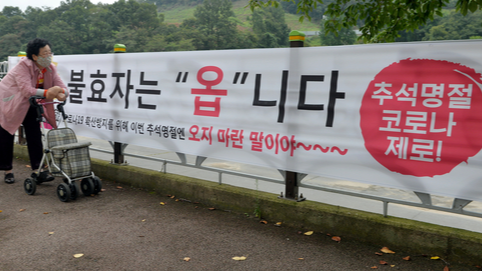 불효자는 "옵"니다
코로나19 확산방지를 위해 이번 추석명절엔 오지 마란 말이야~~~
추석명절
코로나
제로!